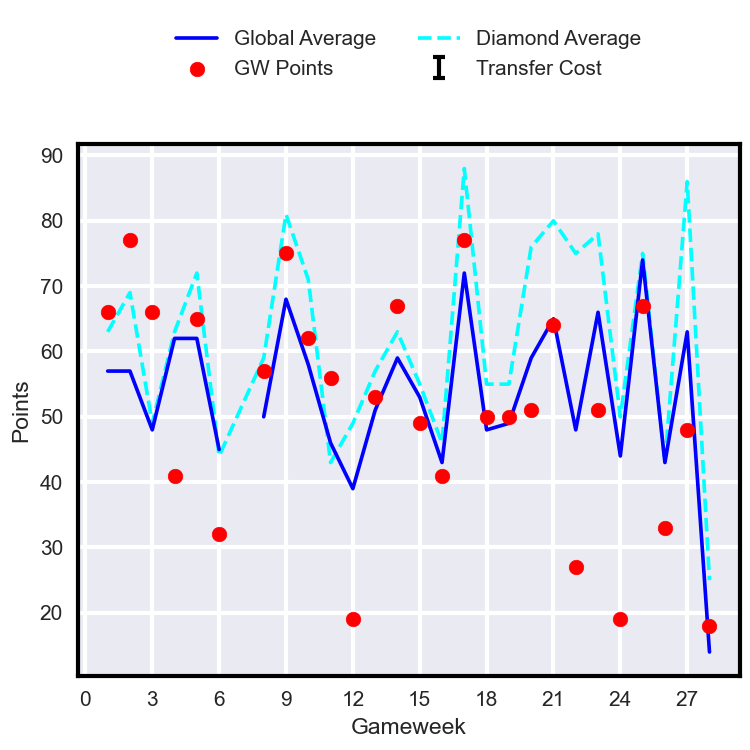 Global Average
Diamond Average
GW Points
Transfer Cost
90
80
70
60
50
40
30
20
Points
0 3 6 9 12 15 18 21 24 27
Gameweek